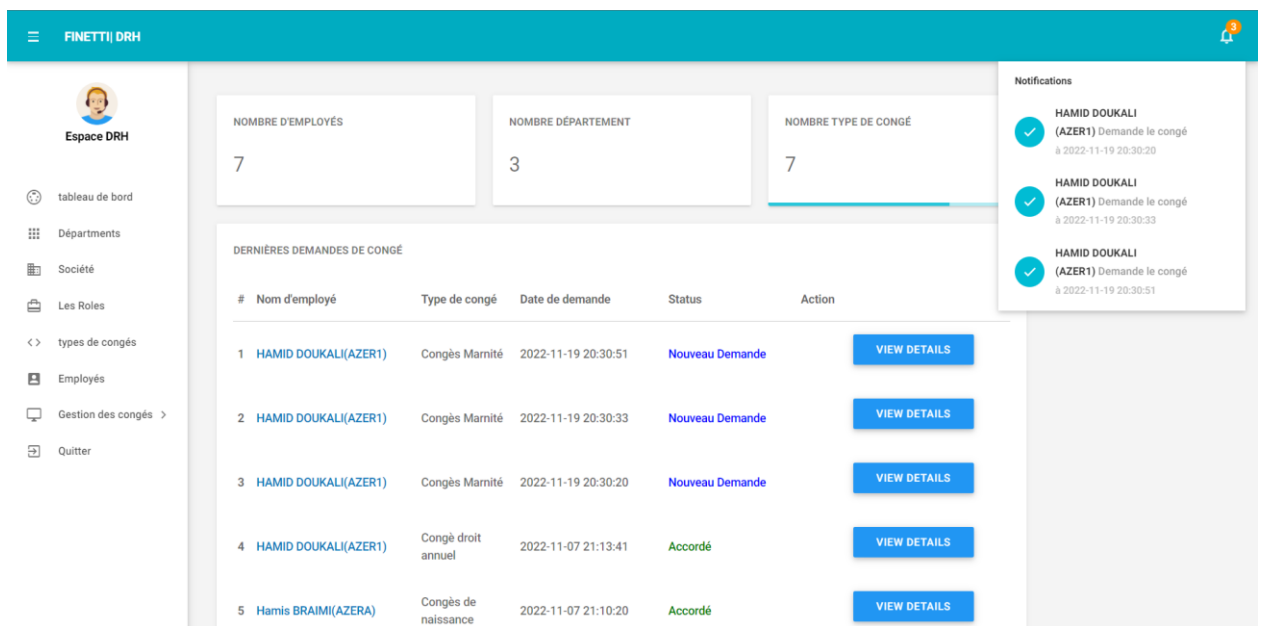 FINETTI| DRH
3
Espace DRH
tableau de bord
Départments
Société
Les Roles
types de congés
Employés
Gestion des congés >
Quitter
NOMBRE D'EMPLOYÉS
7
NOMBRE DÉPARTEMENT
3
NOMBRE TYPE DE CONGÉ
7
Notifications
HAMID DOUKALI
(AZER1) Demande le congé
à 2022-11-19 20:30:20
HAMID DOUKALI
(AZER1) Demande le congé
à 2022-11-19 20:30:33
HAMID DOUKALI
(AZER1) Demande le congé
à 2022-11-19 20:30:51
DERNIÈRES DEMANDES DE CONGÉ
# Nom d'employé Type de congé Date de demande Status Action
1 HAMID DOUKALI(AZER1) Congès Marnité 2022-11-19 20:30:51 Nouveau Demande VIEW DETAILS
2 HAMID DOUKALI(AZER1) Congès Marnité 2022-11-19 20:30:33 Nouveau Demande VIEW DETAILS
3 HAMID DOUKALI(AZER1) Congès Marnité 2022-11-19 20:30:20 Nouveau Demande VIEW DETAILS
4 HAMID DOUKALI(AZER1) Congè droit annuel 2022-11-07 21:13:41 Accordé VIEW DETAILS
5 Hamis BRAIMI(AZERA) Congès de naissance 2022-11-07 21:10:20 Accordé VIEW DETAILS